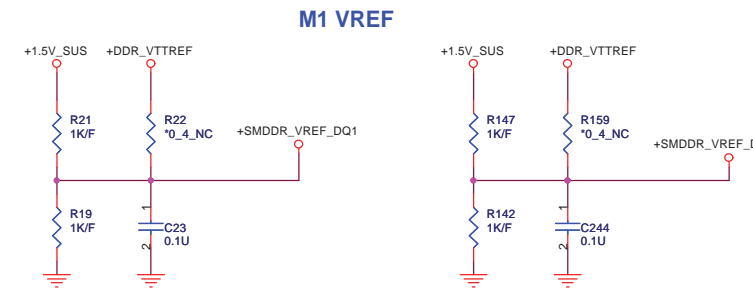 M1 VREF
+1.5V_SUS
+DDR_VTTREF
R21
1K/F
R22
*0_4_NC
+SMDDR_VREF_DQ1
R19
1K/F
1
C23
0.1U
2
+1.5V_SUS
+DDR_VTTREF
R147
1K/F
R159
*0_4_NC
R142
1K/F
1
C244
0.1U
2